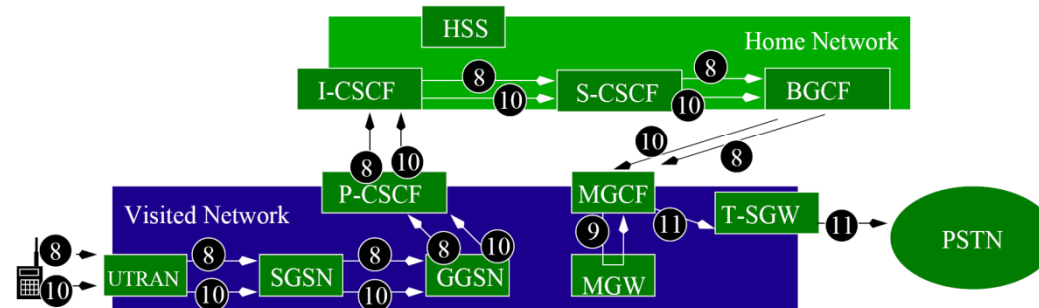 HSS
Home Network
8
8
I-CSCF
S-CSCF
BGCF
10
10
8
10
10
8
P-CSCF
MGCF
Visited Network
T-SGW
9
11
11
PSTN
8
8
8
8
10
UTRAN
SGSN
GGSN
MGW
10
10
10